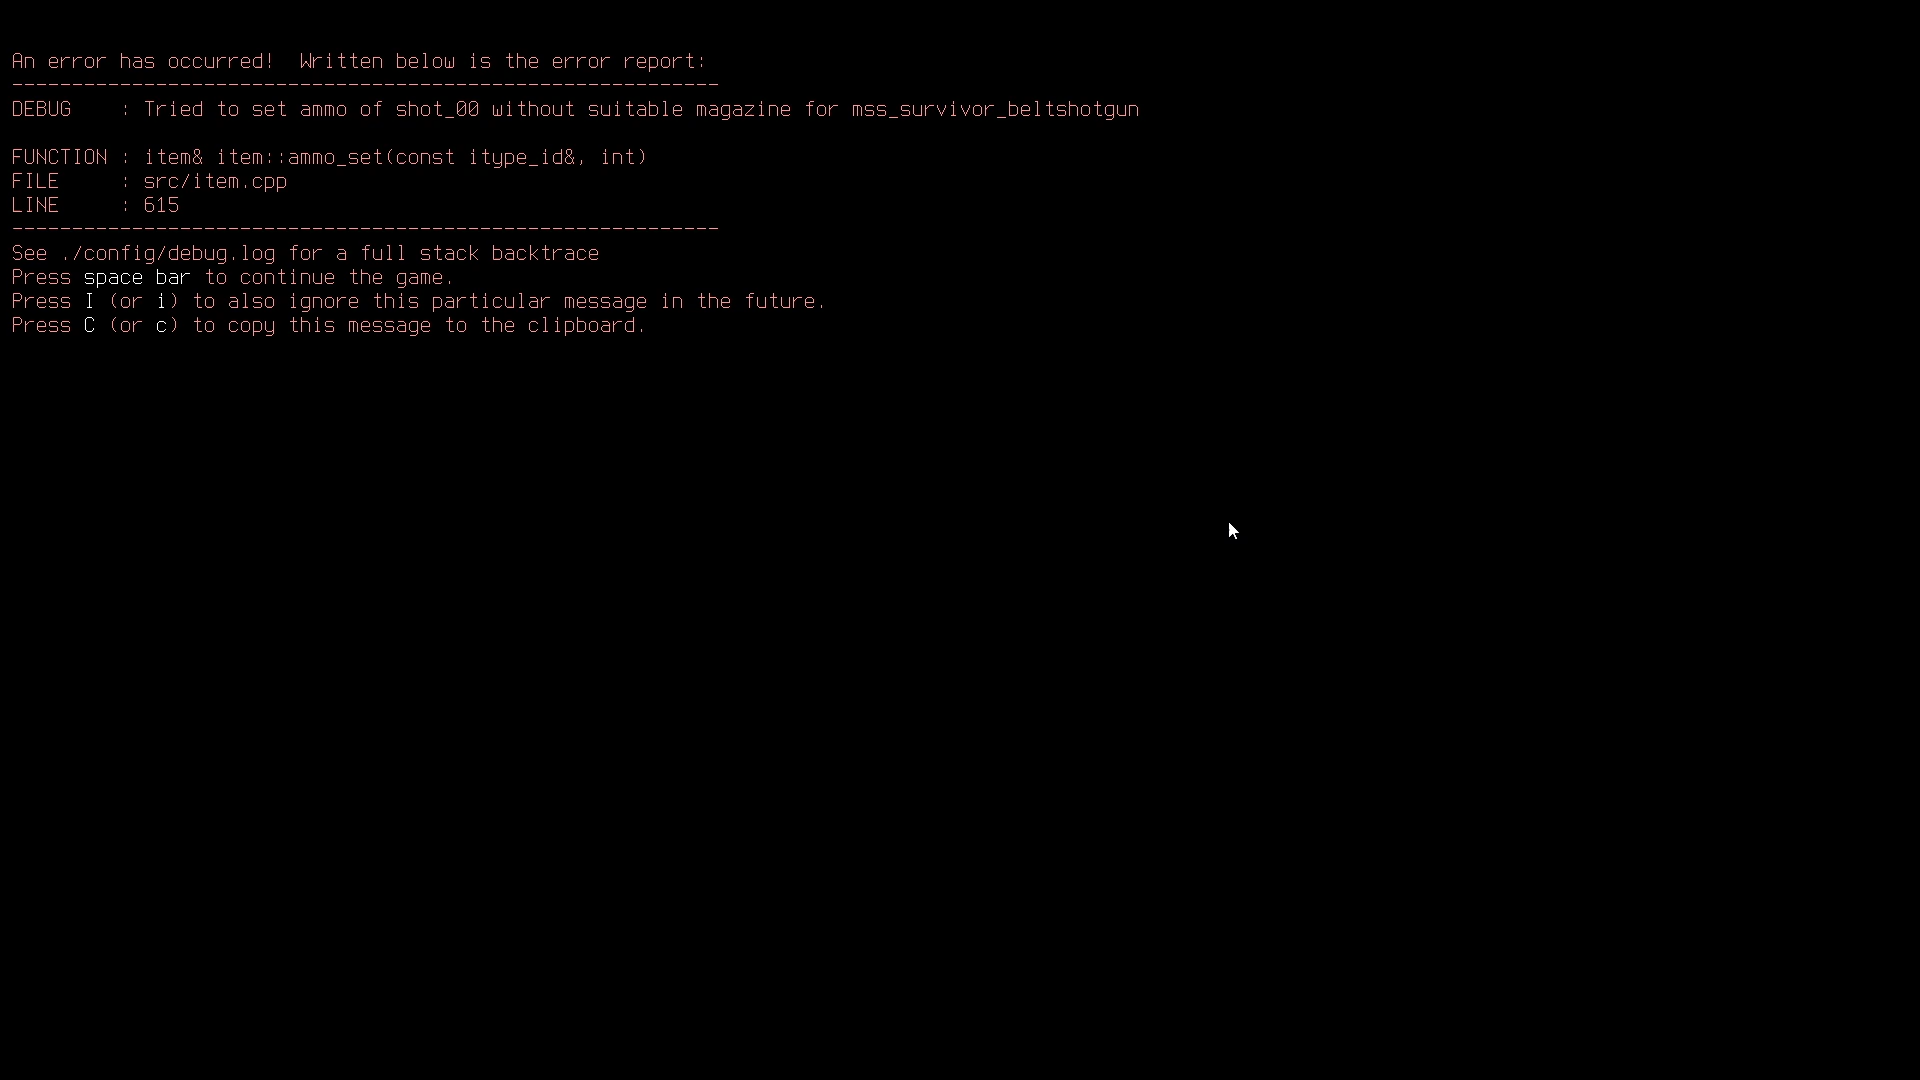 An error has occurred!  Written below is the error report:
-----------------------------------------------------------
DEBUG    : Tried to set ammo of shot_00 without suitable magazine for mss_survivor_beltshotgun
FUNCTION : item& item::ammo_set(const itype_id&, int)
FILE     : src/item.cpp
LINE     : 615
-----------------------------------------------------------
See ./config/debug.log for a full stack backtrace
Press space bar to continue the game.
Press I (or i) to also ignore this particular message in the future.
Press C (or c) to copy this message to the clipboard.